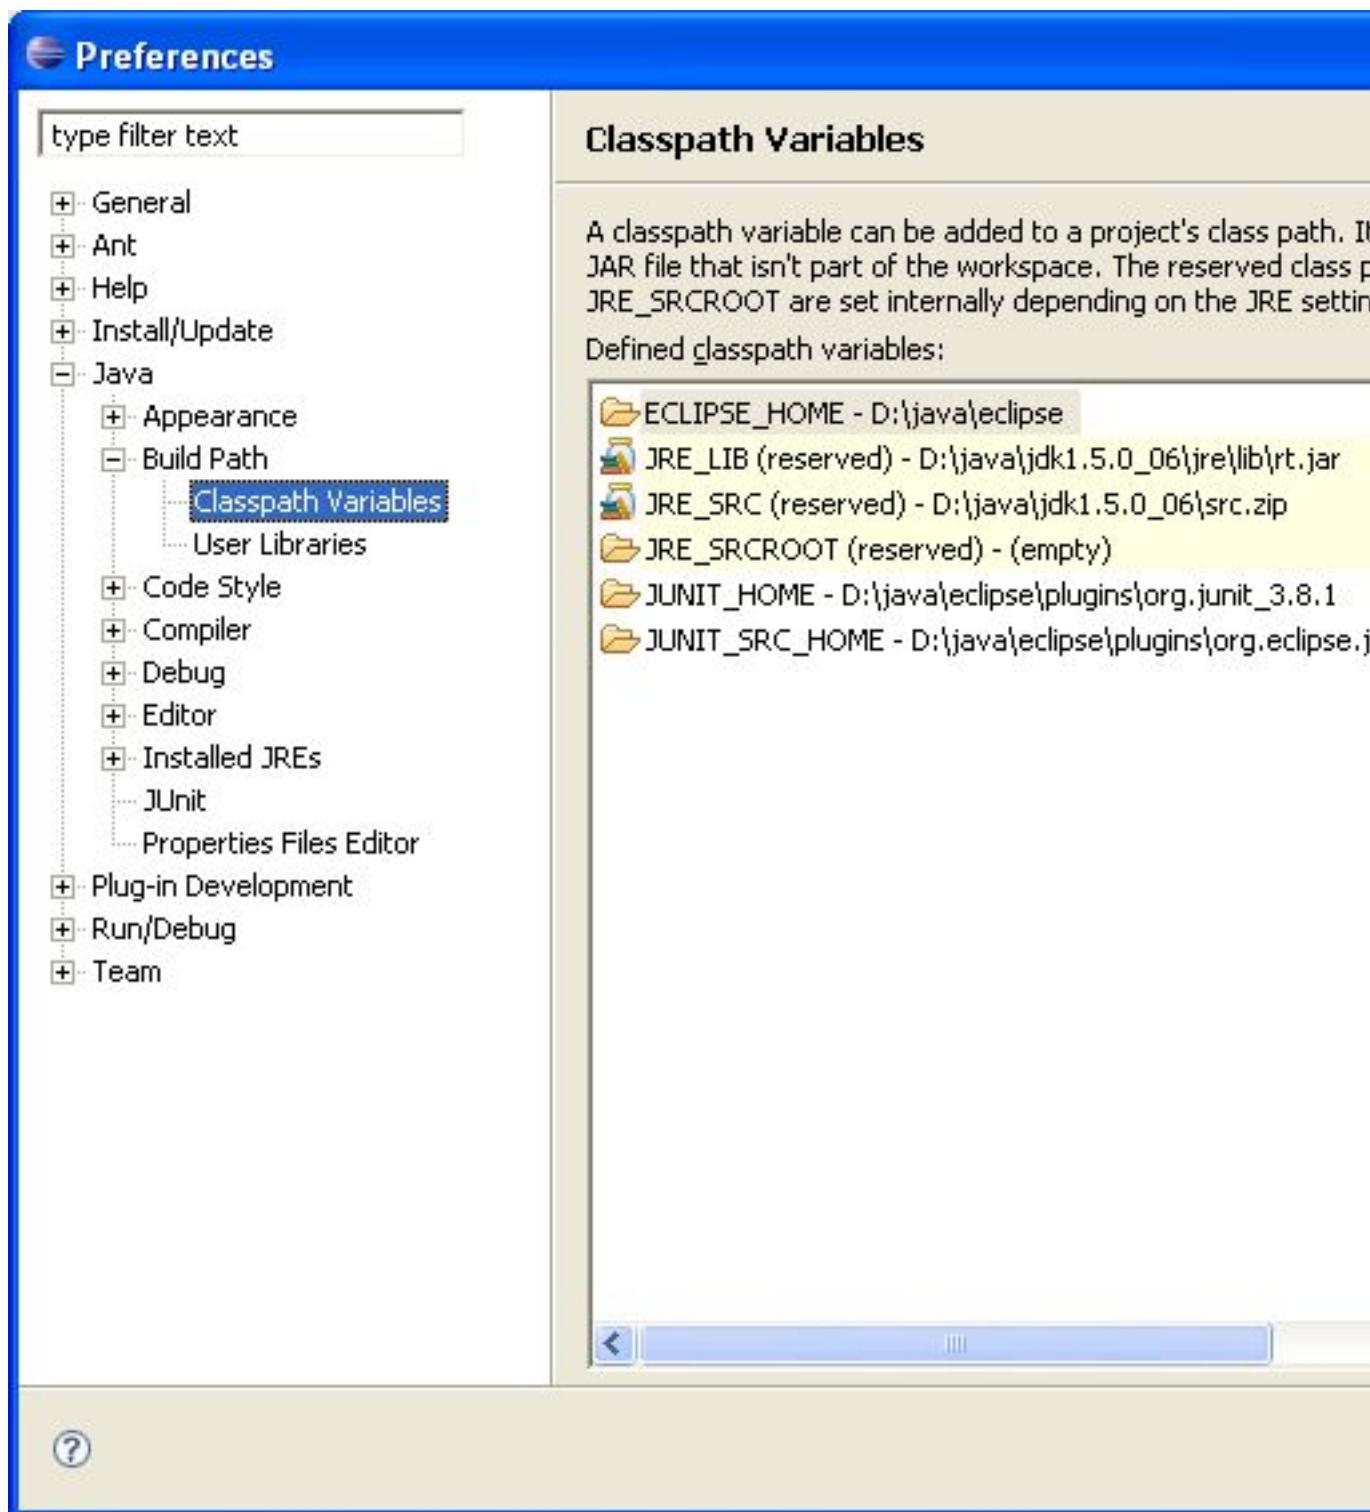 Preferences
type filter text
General
Ant
Help
Install/Update
Java
Appearance
Build Path
Classpath Variables
User Libraries
Code Style
Compiler
Debug
Editor
Installed JREs
JUnit
Properties Files Editor
Plug-in Development
Run/Debug
Team
Classpath Variables
A classpath variable can be added to a project's class path. It
JAR file that isn't part of the workspace. The reserved class
JRE_SRCROOT are set internally depending on the JRE
Defined classpath variables:
ECLIPSE_HOME - D:\java\eclipse
JRE_LIB (reserved) - D:\java\jdk1.5.0_06\jre\lib\rt.jar
JRE_SRC (reserved) - D:\java\jdk1.5.0_06\src.zip
JRE_SRCROOT (reserved) - (empty)
JUNIT_HOME - D:\java\eclipse\plugins\org.junit_3.8.1
JUNIT_SRC_HOME - D:\java\eclipse\plugins\org.eclipse.j